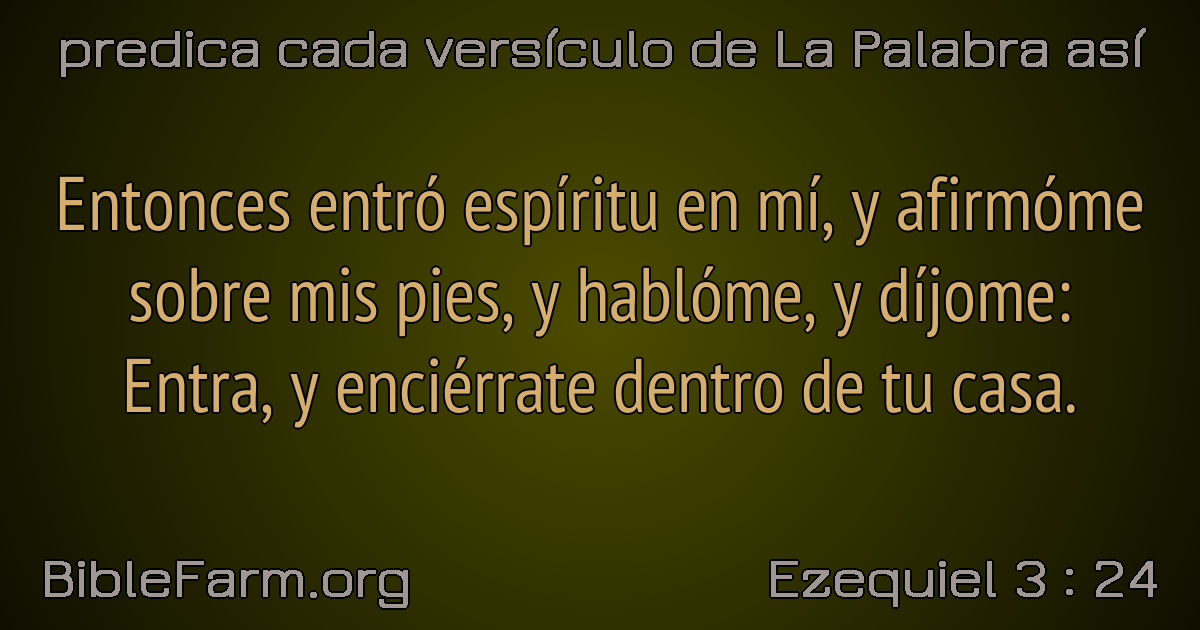 predica cada versículo de La Palabra así
Entonces entró espíritu en mí, y afirmóme
sobre mis pies, y hablóme, y díjome:
Entra, y enciérrate dentro de tu casa.
BibleFarm.org
Ezequiel 3 : 24